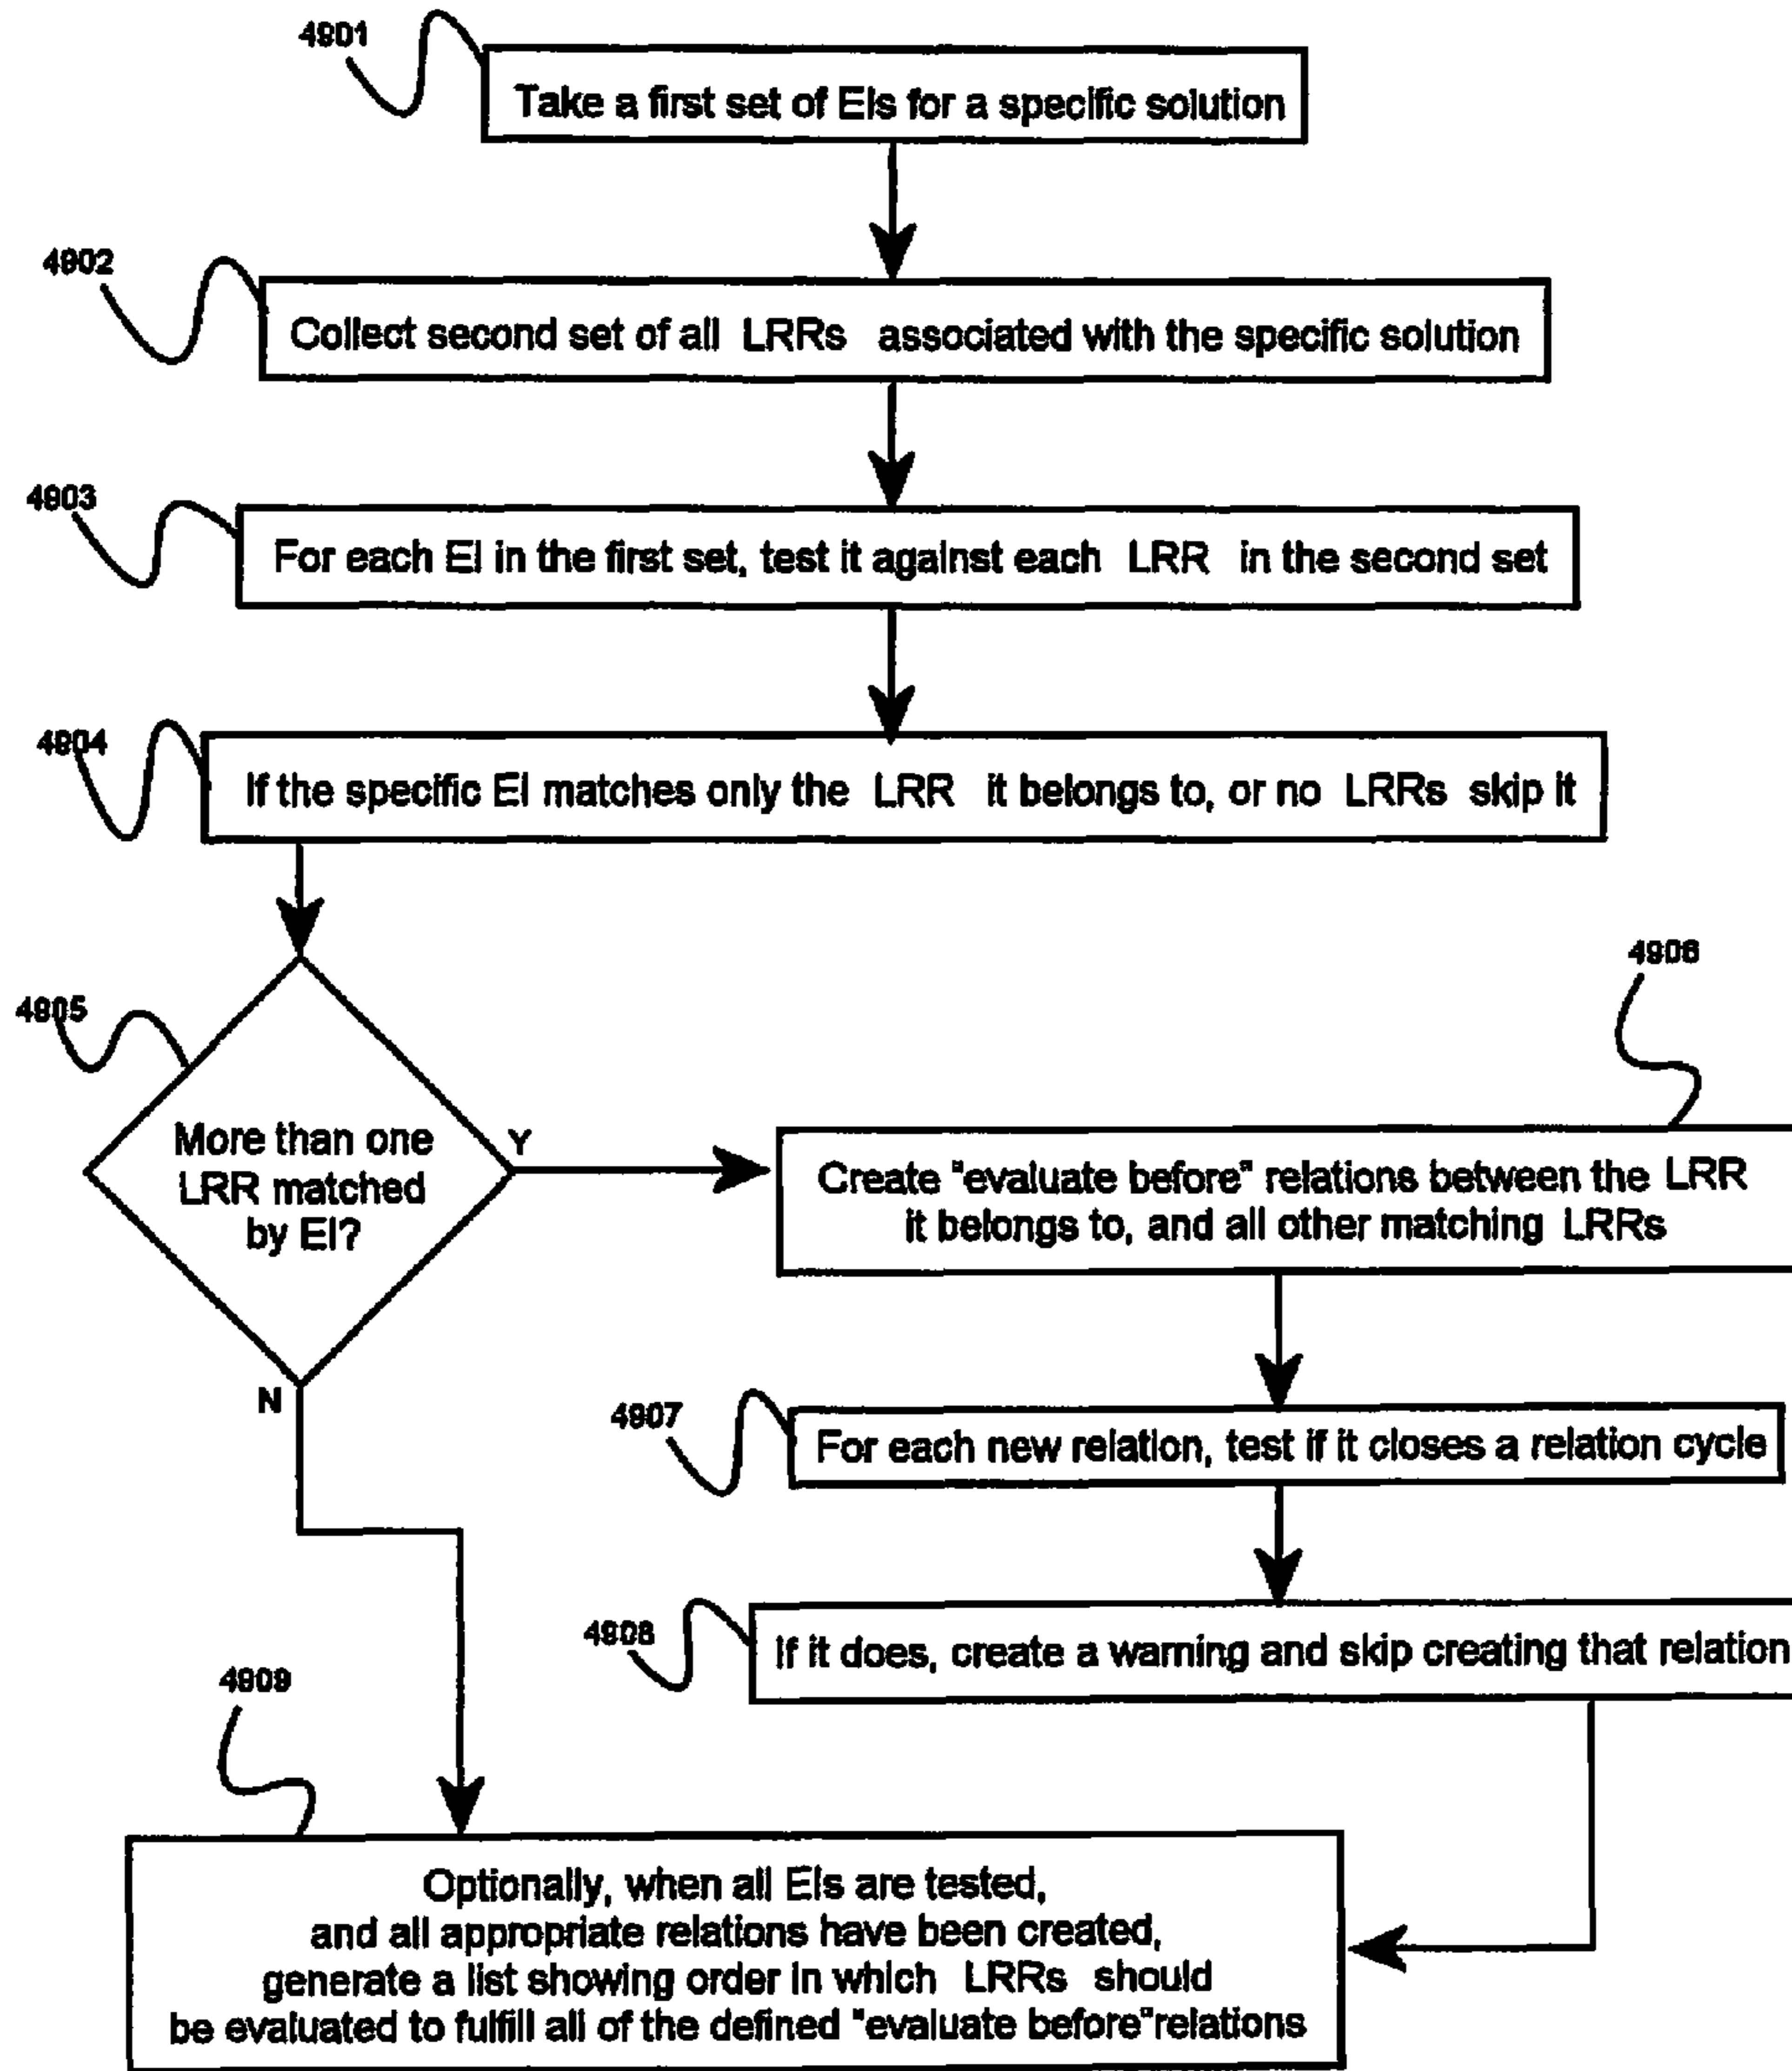 4901
Take a first set of EIs for a specific solution
4902
Collect second set of all LRRs associated with the specific solution
4903
For each EI in the first set, test it against each LRR in the second set
4904
If the specific EI matches only the LRR it belongs to, or no LRRs skip it
4905
More than one
LRR matched
by EI?
Y
N
4906
Create "evaluate before" relations between the LRR
it belongs to, and all other matching LRRs
4907
For each new relation, test if it closes a relation cycle
4908
If it does, create a warning and skip creating that relation
4909
Optionally, when all EIs are tested,
and all appropriate relations have been created,
generate a list showing order in which LRRs should
be evaluated to fulfill all of the defined "evaluate before"relations